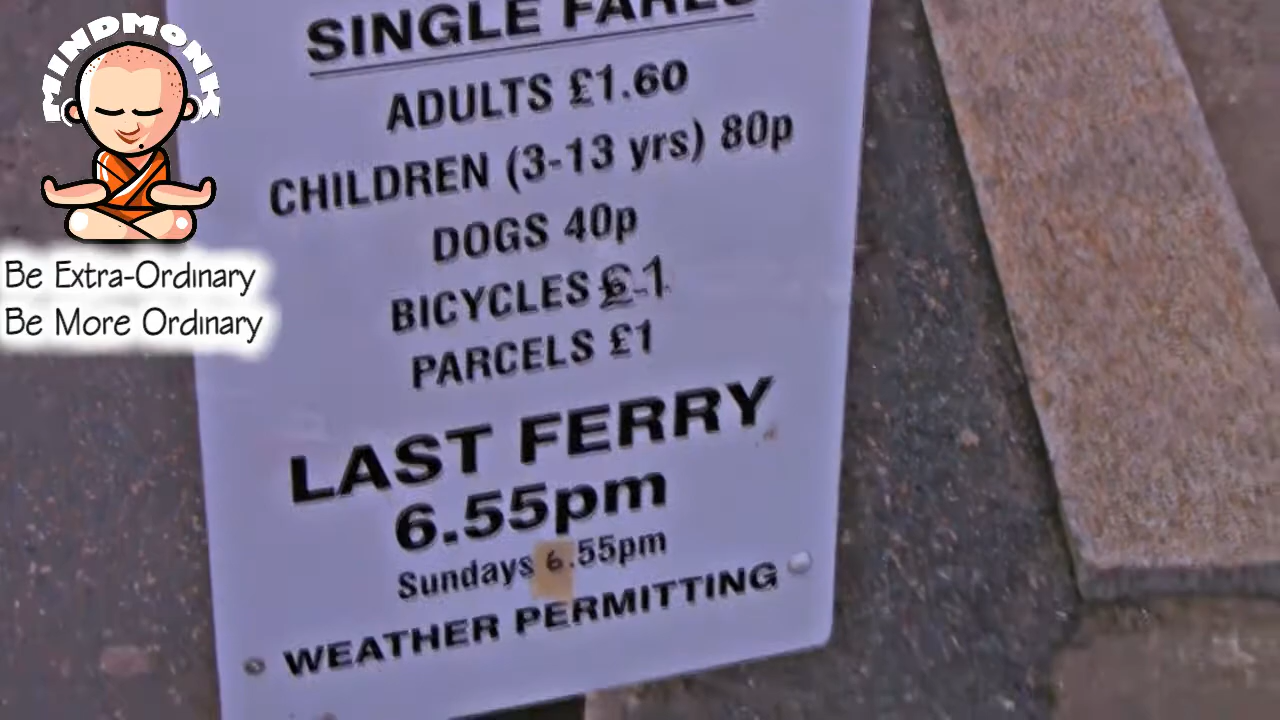 MINDMONK
Be Extra-Ordinary
Be More Ordinary
SINGLE FARES
ADULTS £1.60
CHILDREN (3-13 yrs) 80p
DOGS 40p
BICYCLES £1
PARCELS £1
LAST FERRY
6.55pm
Sundays 6.55pm
WEATHER PERMITTING